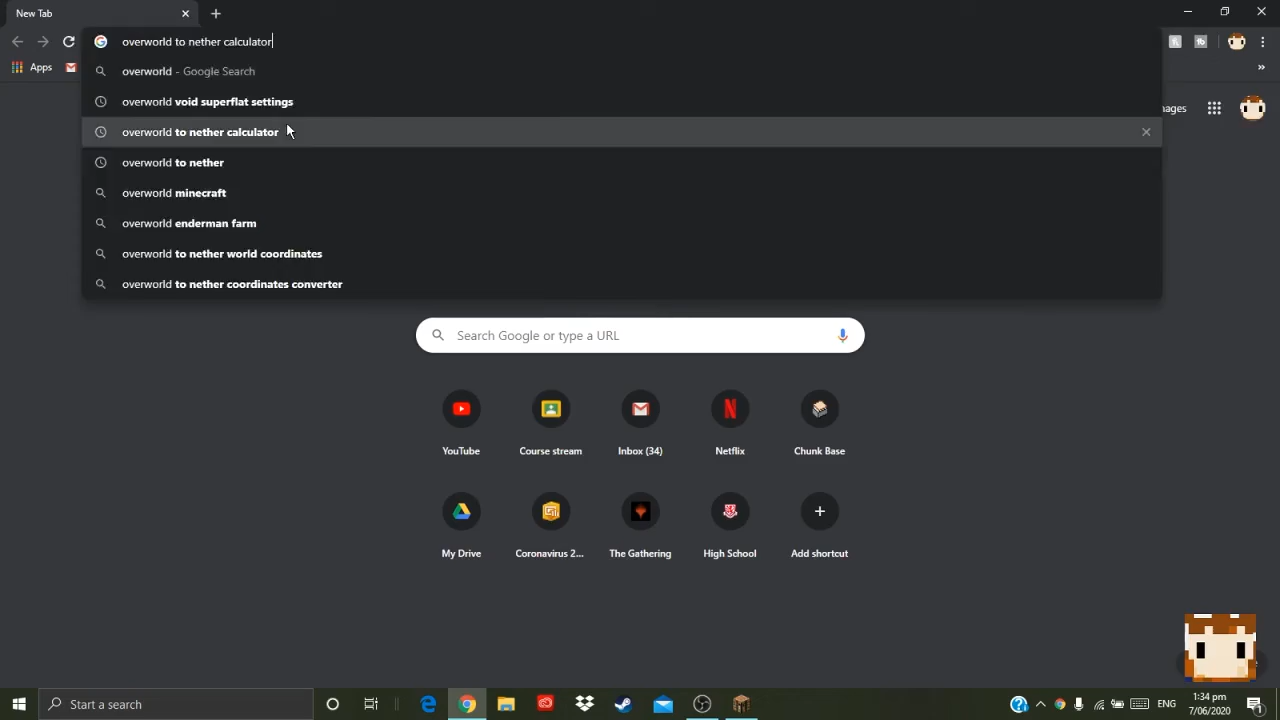 New Tab
overworld to nether calculator
overworld - Google Search
overworld void superflat settings
overworld to nether calculator
overworld to nether
overworld minecraft
overworld enderman farm
overworld to nether world coordinates
overworld to nether coordinates converter
Apps
ages
Search Google or type a URL
YouTube
Course stream
Inbox (34)
Netflix
Chunk Base
My Drive
Coronavirus 2...
The Gathering
High School
Add shortcut
Start a search
ENG
1:34 pm
7/06/2020